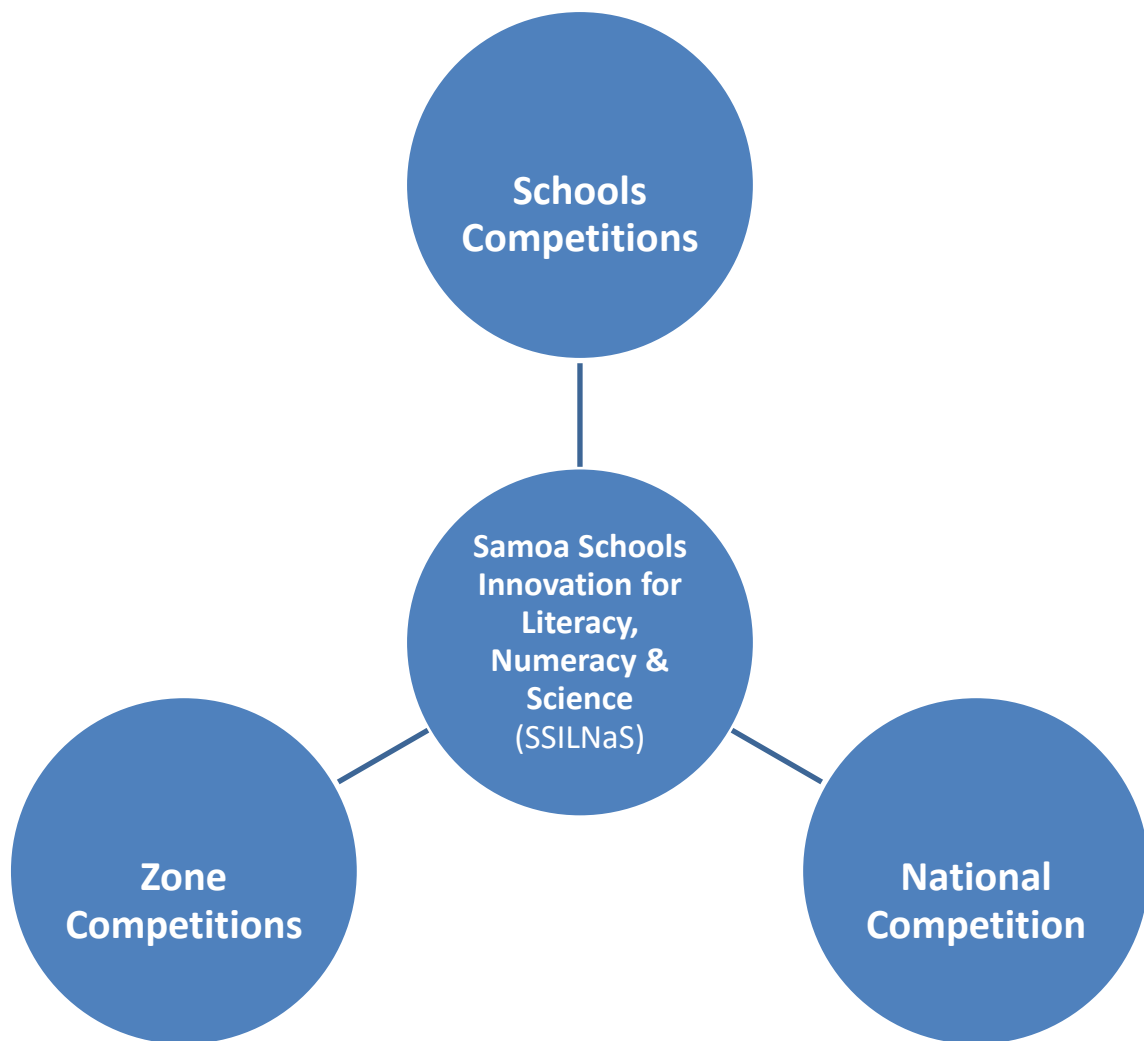 Schools
Competitions
Samoa Schools
Innovation for
Literacy,
Numeracy &
Science
(SSILNaS)
Zone
Competitions
National
Competition